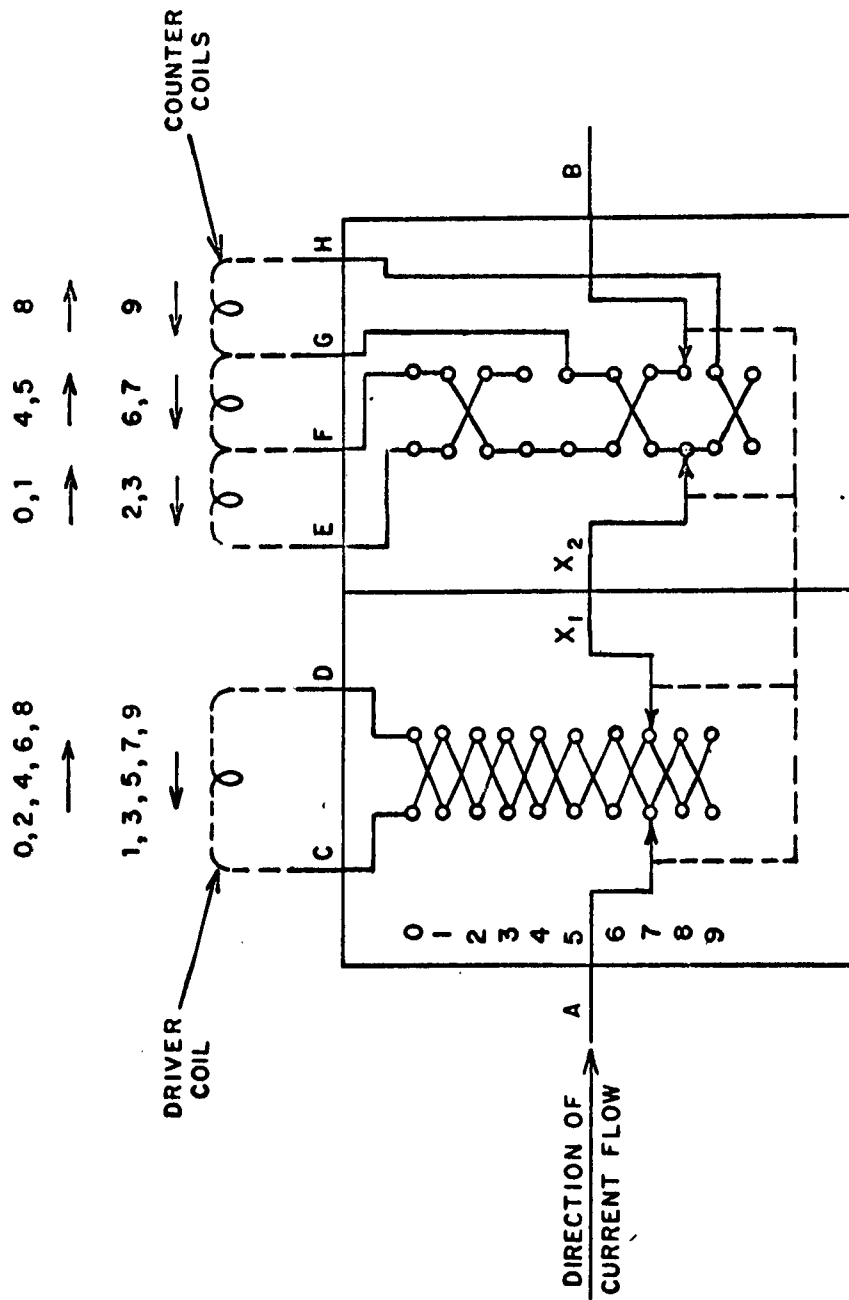 0,2,4,6,8
0,1
4,5
8
1,3,5,7,9
2,3
6,7
9
DRIVER
COIL
COUNTER
COILS
C
D
E
F
G
H
0
1
2
3
4
5
6
7
8
9
A
X1
X2
B
DIRECTION OF
CURRENT FLOW